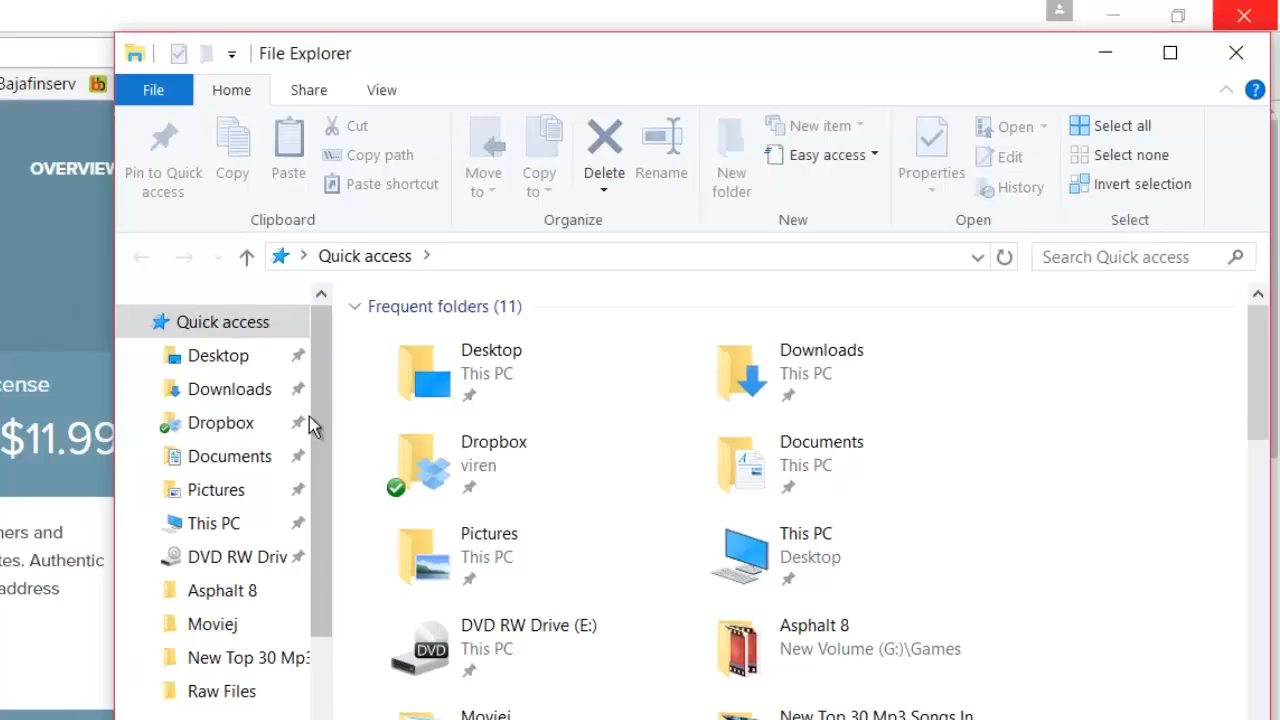 Bajafinserv
File Explorer
File
Home
Share
View
OVERVIEW
Pin to Quick
access
Copy
Paste
Cut
Copy path
Paste shortcut
Clipboard
Move
to
Copy
to
Delete
Rename
Organize
New
folder
New item
Easy access
New
Properties
Open
Edit
History
Open
Select all
Select none
Invert selection
Select
Quick access
Search Quick access
Quick access
Desktop
Downloads
Dropbox
Documents
Pictures
This PC
DVD RW Driv
Asphalt 8
Moviej
New Top 30 Mp3
Raw Files
Frequent folders (11)
Desktop
This PC
Downloads
This PC
Dropbox
viren
Documents
This PC
Pictures
This PC
This PC
Desktop
DVD RW Drive (E:)
This PC
DVD
Asphalt 8
New Volume (G:)\Games
Moviej
New Top 30 Mp3 Songs In
cense
$11.99
ners and
tes. Authentic
address